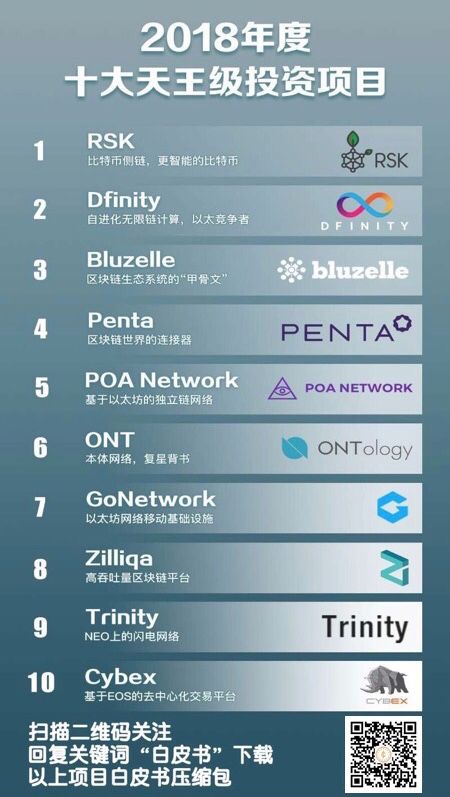 2018年度
十大天王级投资项目
1
RSK
比特币侧链，更智能的比特币
RSK
2
Dfinity
自进化无限链计算，以太竞争者
DFINITY
3
Bluzelle
区块链生态系统的“甲骨文”
bluzelle
4
Penta
区块链世界的连接器
PENTA
5
POA Network
基于以太坊的独立链网络
POA NETWORK
6
ONT
本体网络，复星背书
ONTology
7
GoNetwork
以太坊网络移动基础设施
8
Zilliqa
高吞吐量区块链平台
9
Trinity
NEO上的闪电网络
Trinity
10
Cybex
基于EOS的去中心化交易平台
CYBEX
扫描二维码关注
回复关键词“白皮书”下载
以上项目白皮书压缩包